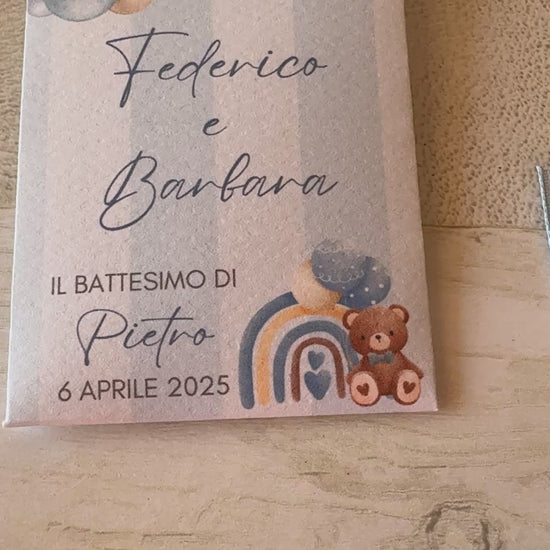 Federico
e
Barbara
IL BATTESIMO DI
Pietro
6 APRILE 2025